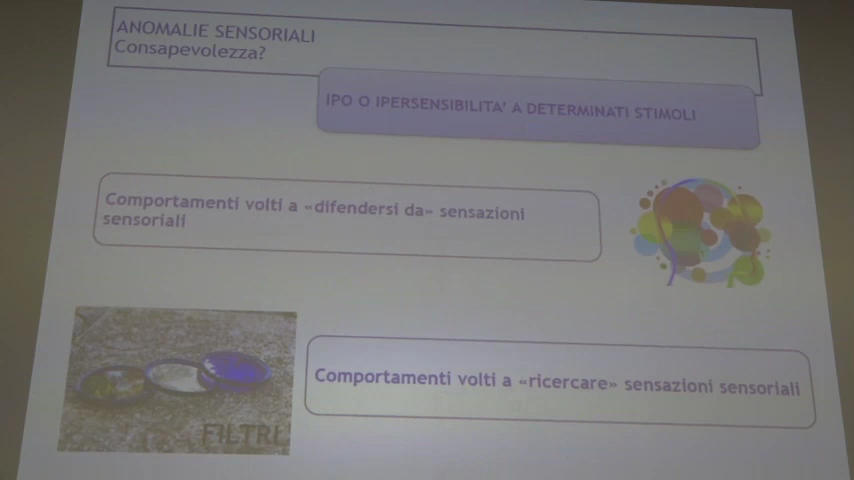 ANOMALIE SENSORIALI
Consapevolezza?
IPO O IPERSENSIBILITA' A DETERMINATI STIMOLI
Comportamenti volti a «difendersi da» sensazioni
sensoriali
Comportamenti volti a «ricercare» sensazioni sensoriali
FILTRI